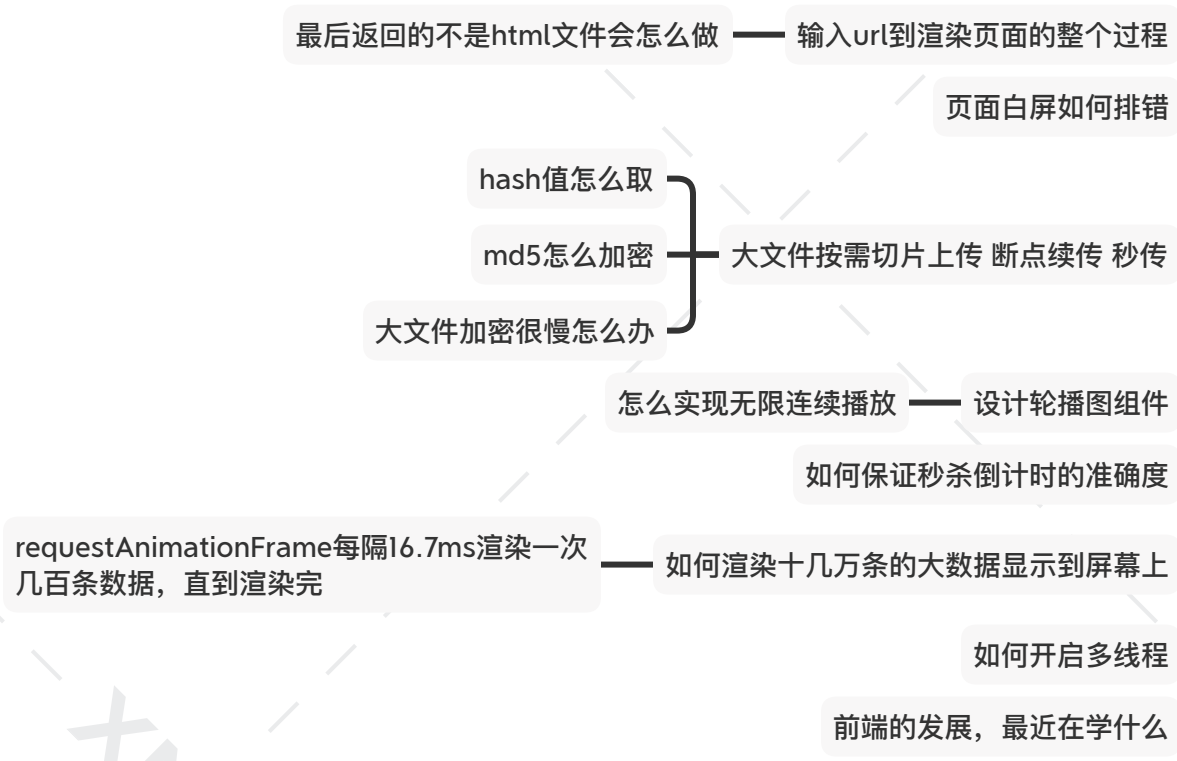 最后返回的不是html文件会怎么做
输入url到渲染页面的整个过程
页面白屏如何排错
hash值怎么取
md5怎么加密
大文件加密很慢怎么办
大文件按需切片上传 断点续传 秒传
怎么实现无限连续播放
设计轮播图组件
如何保证秒杀倒计时的准确度
requestAnimationFrame每隔16.7ms渲染一次
几百条数据，直到渲染完
如何渲染十几万条的大数据显示到屏幕上
如何开启多线程
前端的发展，最近在学什么